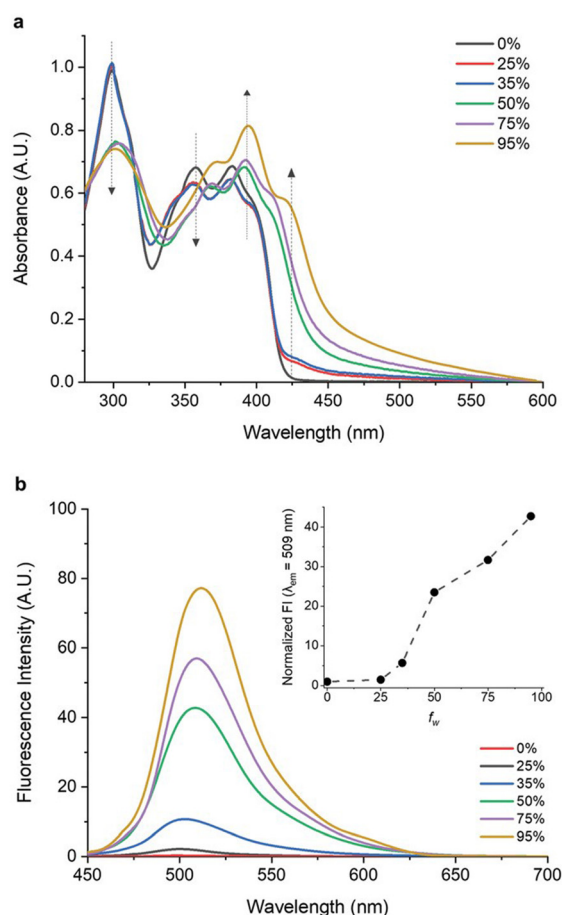 a
0%
25%
35%
50%
75%
95%
1.0
0.8
0.6
0.4
0.2
0.0
Absorbance (A.U.)
300 350 400 450 500 550 600
Wavelength (nm)
b
100
80
60
40
20
0
Fluorescence Intensity (A.U.)
40
30
20
10
0
Normalized FI (λem = 509 nm)
0 25 50 75 100
fw
0%
25%
35%
50%
75%
95%
450 500 550 600 650 700
Wavelength (nm)